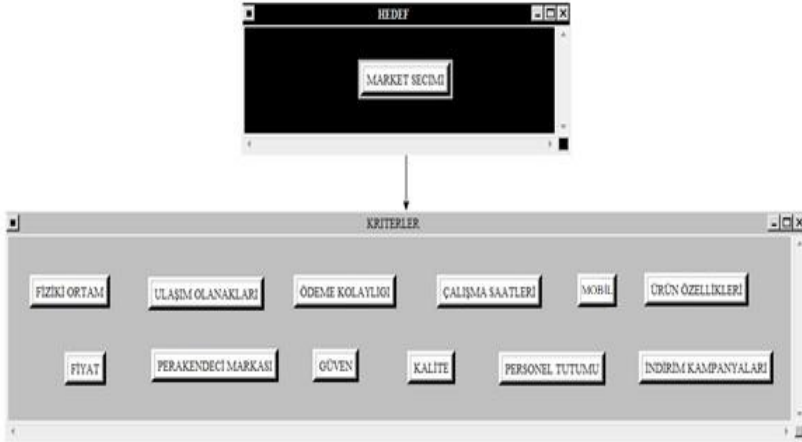 HEDEF
MARKET SECIMI
KRITERLER
FİZİKİ ORTAM
ULAŞIM OLANAKLARI
ÖDEME KOLAYLIGI
ÇALIŞMA SAATLERİ
MOBİL
ÜRÜN ÖZELLİKLERİ
FİYAT
PERAKENDECİ MARKASI
GÜVEN
KALİTE
PERSONEL TUTUMU
İNDİRİM KAMPANYALARI